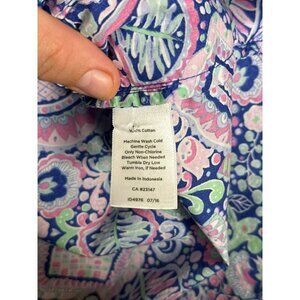 100% Cotton
Machine Wash Cold
Gentle Cycle
Only Non-Chlorine
Bleach When Needed
Tumble Dry Low
Warm Iron, if Needed
Made in Indonesia
CA #23147
ID4976 07/16